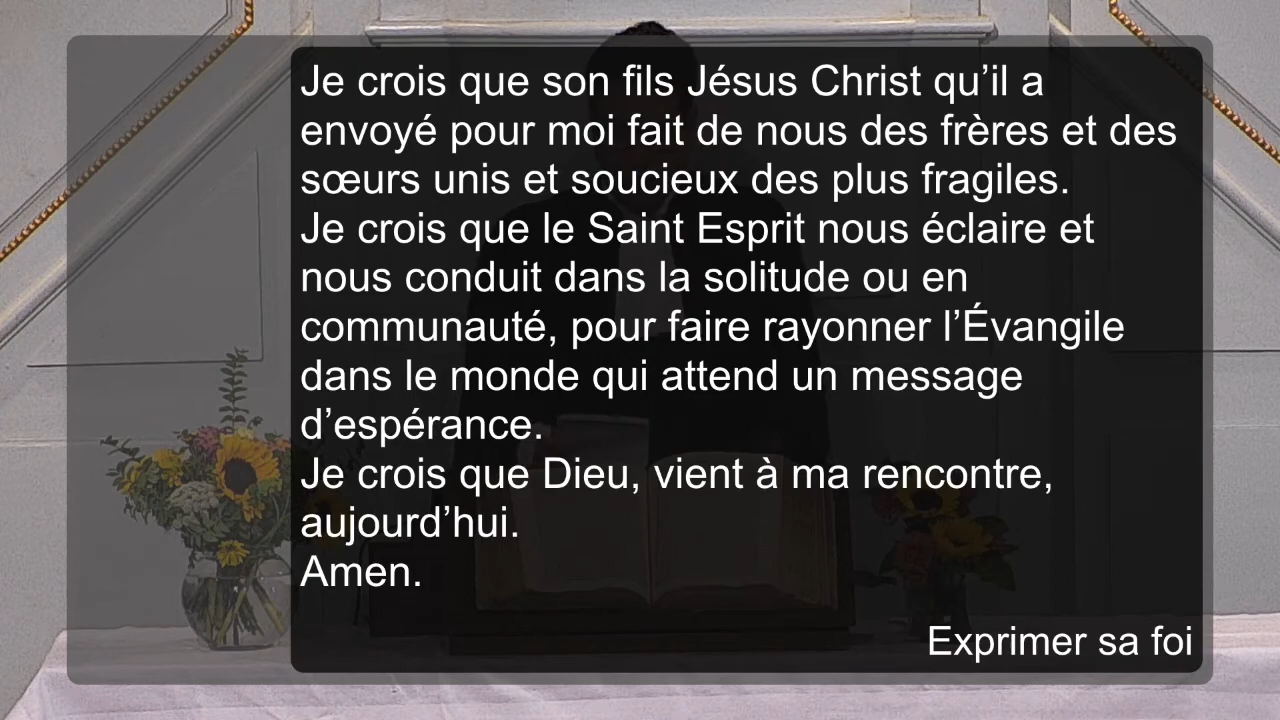 Je crois que son fils Jésus Christ qu’il a
envoyé pour moi fait de nous des frères et des
sœurs unis et soucieux des plus fragiles.
Je crois que le Saint Esprit nous éclaire et
nous conduit dans la solitude ou en
communauté, pour faire rayonner l’Évangile
dans le monde qui attend un message
d’espérance.
Je crois que Dieu, vient à ma rencontre,
aujourd’hui.
Amen.
Exprimer sa foi